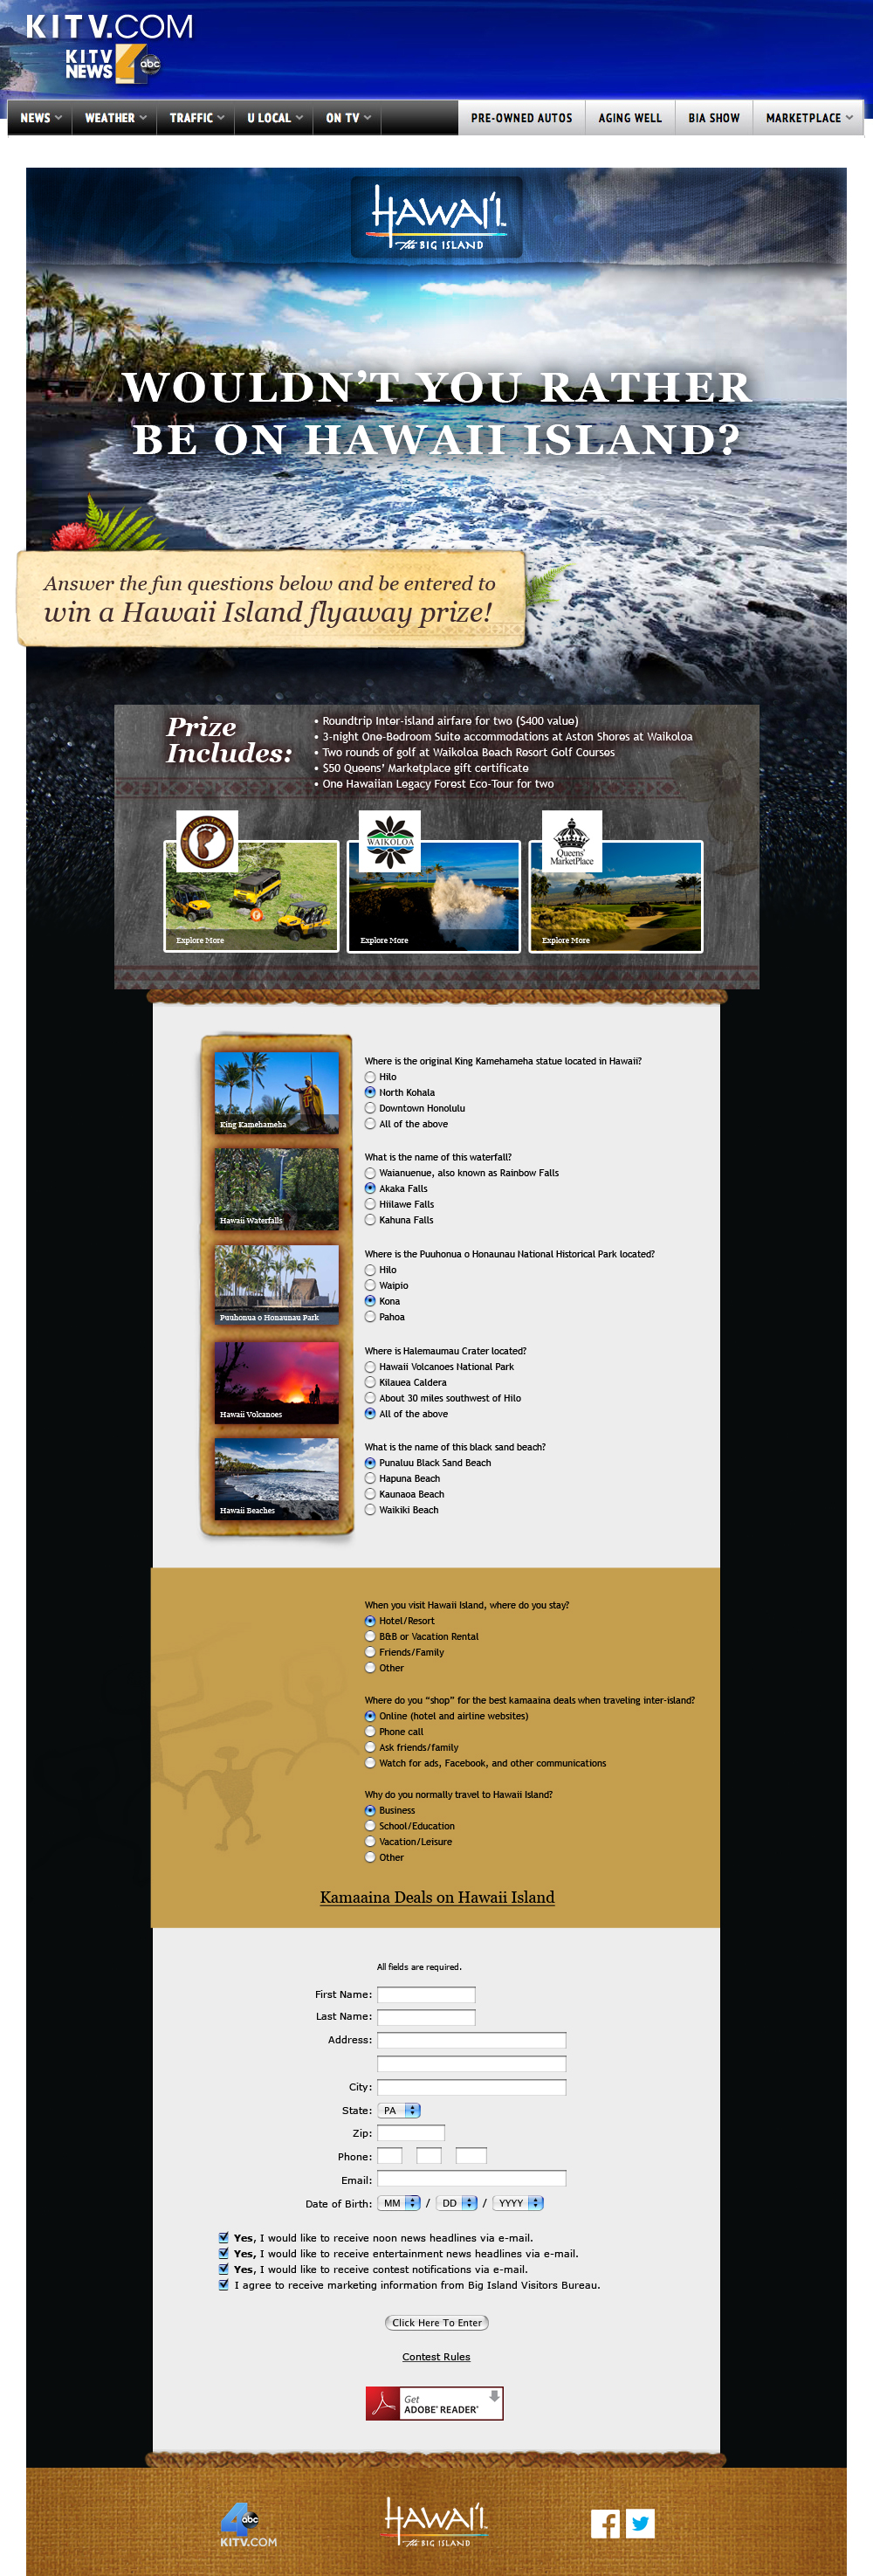 KITV.COM
KITV
NEWS 4 abc
NEWS WEATHER TRAFFIC U LOCAL ON TV PRE-OWNED AUTOS AGING WELL BIA SHOW MARKETPLACE
HAWAI'I™
The BIG ISLAND
WOULDN'T YOU RATHER
BE ON HAWAII ISLAND?
Answer the fun questions below and be entered to
win a Hawaii Island flyaway prize!
Prize
Includes:
• Roundtrip Inter-island airfare for two ($400 value)
• 3-night One-Bedroom Suite accommodations at Aston Shores at Waikoloa
• Two rounds of golf at Waikoloa Beach Resort Golf Courses
• $50 Queens' Marketplace gift certificate
• One Hawaiian Legacy Forest Eco-Tour for two
WAIKOLOA
Queens'
MarketPlace
Explore More
Explore More
Explore More
King Kamehameha
Where is the original King Kamehameha statue located in Hawaii?
Hilo
North Kohala
Downtown Honolulu
All of the above
Hawaii Waterfalls
What is the name of this waterfall?
Waianuenue, also known as Rainbow Falls
Akaka Falls
Hiilawe Falls
Kahuna Falls
Puuhonua o Honaunau Park
Where is the Puuhonua o Honaunau National Historical Park located?
Hilo
Waipio
Kona
Pahoa
Hawaii Volcanoes
Where is Halemaumau Crater located?
Hawaii Volcanoes National Park
Kilauea Caldera
About 30 miles southwest of Hilo
All of the above
Hawaii Beaches
What is the name of this black sand beach?
Punaluu Black Sand Beach
Hapuna Beach
Kaunaoa Beach
Waikiki Beach
When you visit Hawaii Island, where do you stay?
Hotel/Resort
B&B or Vacation Rental
Friends/Family
Other
Where do you "shop" for the best kamaaina deals when traveling inter-island?
Online (hotel and airline websites)
Phone call
Ask friends/family
Watch for ads, Facebook, and other communications
Why do you normally travel to Hawaii Island?
Business
School/Education
Vacation/Leisure
Other
Kamaaina Deals on Hawaii Island
All fields are required.
First Name:
Last Name:
Address:
City:
State: PA
Zip:
Phone:
Email:
Date of Birth: MM / DD / YYYY
Yes, I would like to receive noon news headlines via e-mail.
Yes, I would like to receive entertainment news headlines via e-mail.
Yes, I would like to receive contest notifications via e-mail.
I agree to receive marketing information from Big Island Visitors Bureau.
Click Here To Enter
Contest Rules
Get
ADOBE® READER®
4 abc
KITV.COM
HAWAI'I™
The BIG ISLAND